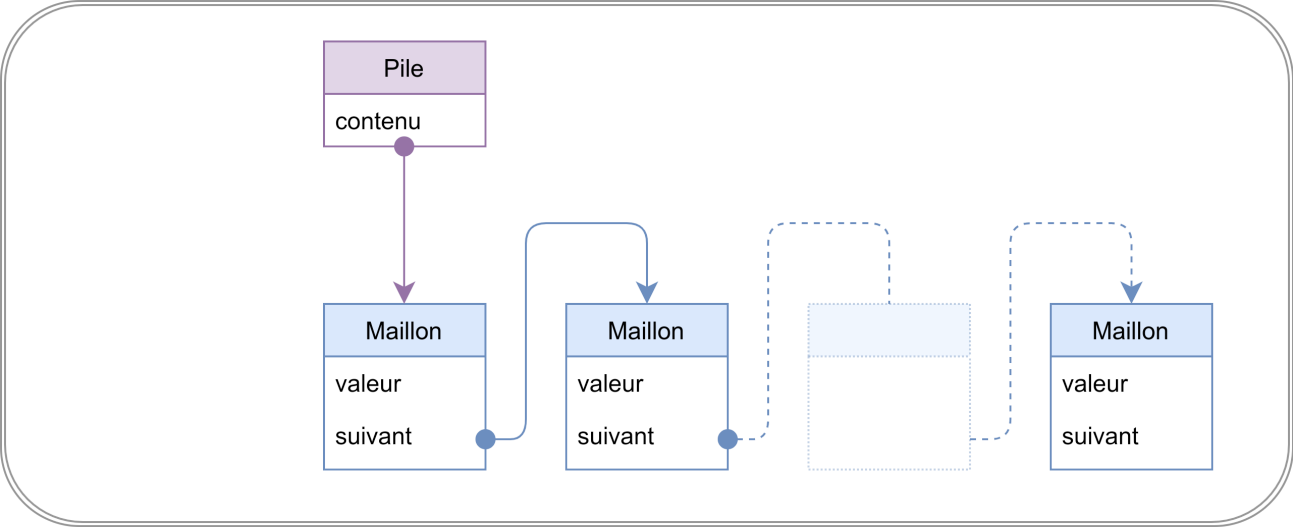 Pile
contenu
Maillon
Maillon
Maillon
valeur
valeur
valeur
suivant
suivant
suivant